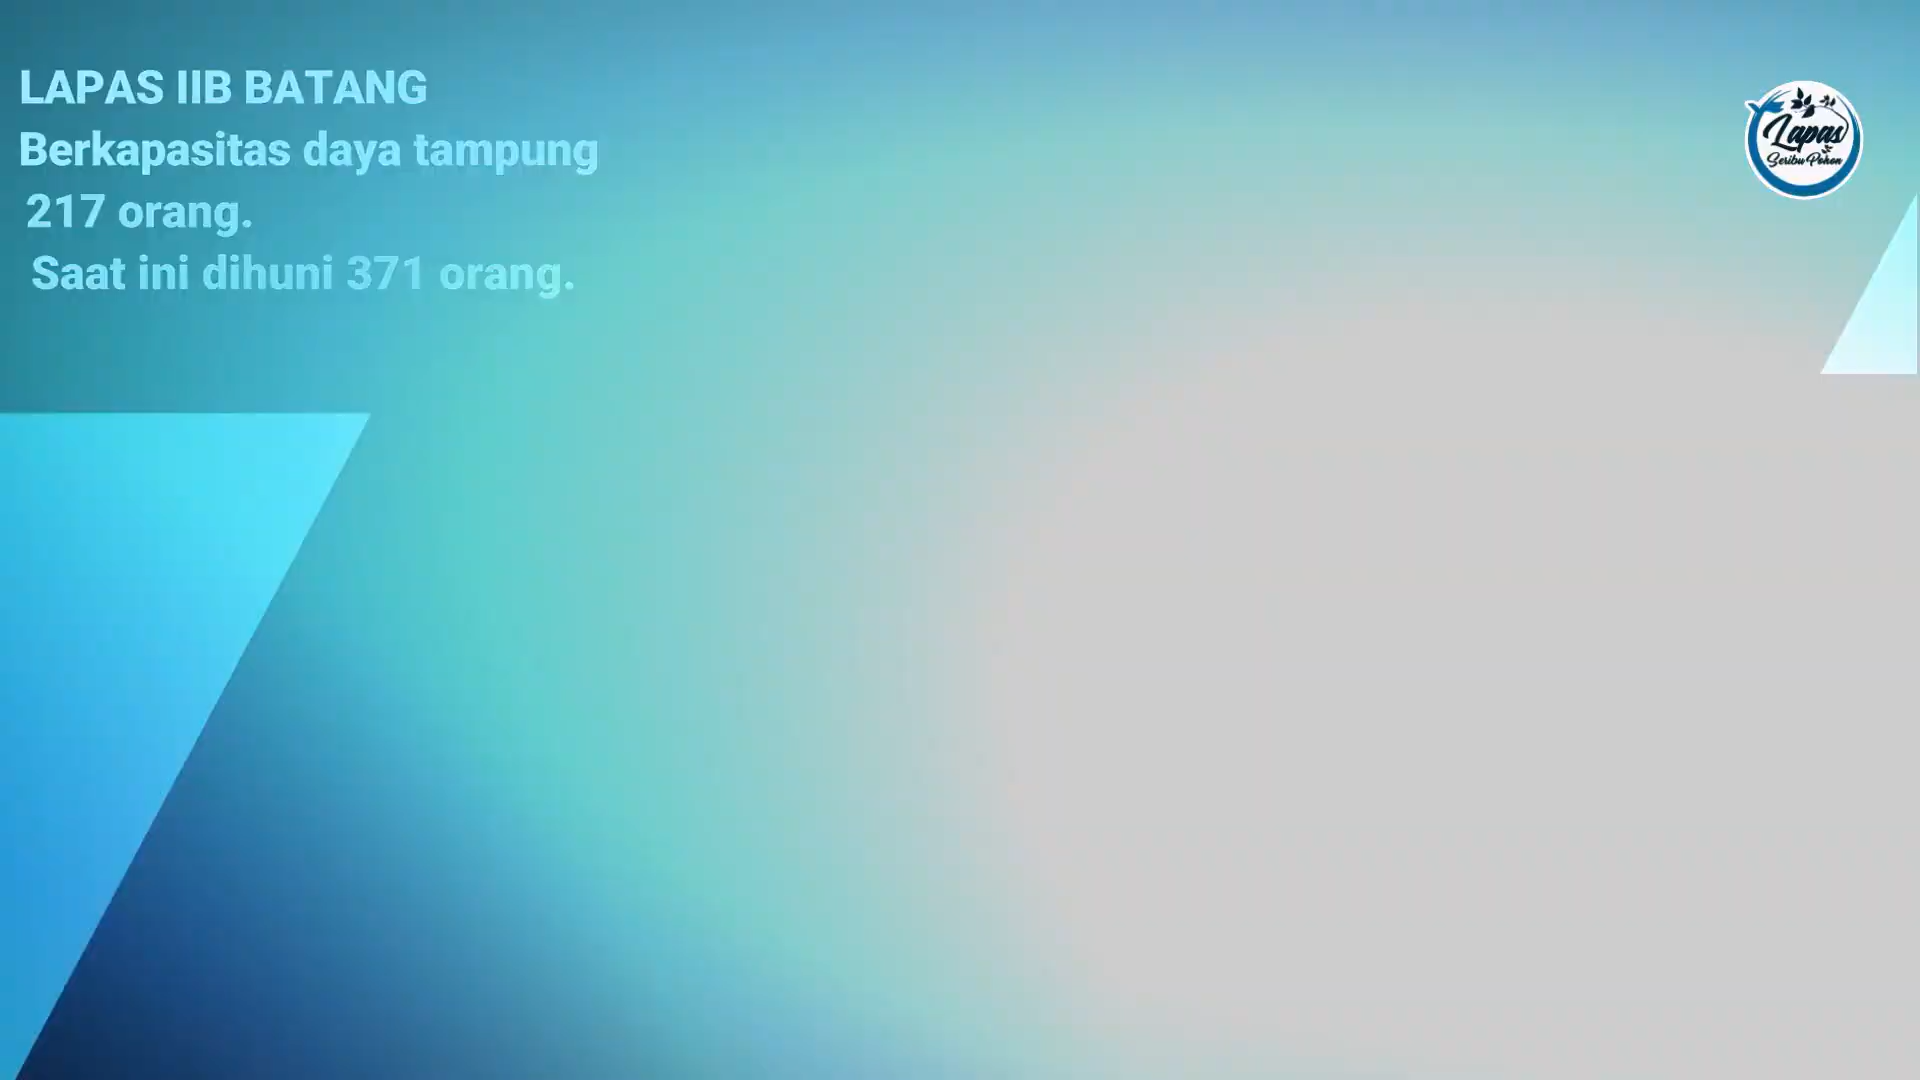 LAPAS IIB BATANG
Berkapasitas daya tampung
217 orang.
Saat ini dihuni 371 orang.
Lapas
Seribu Pohon